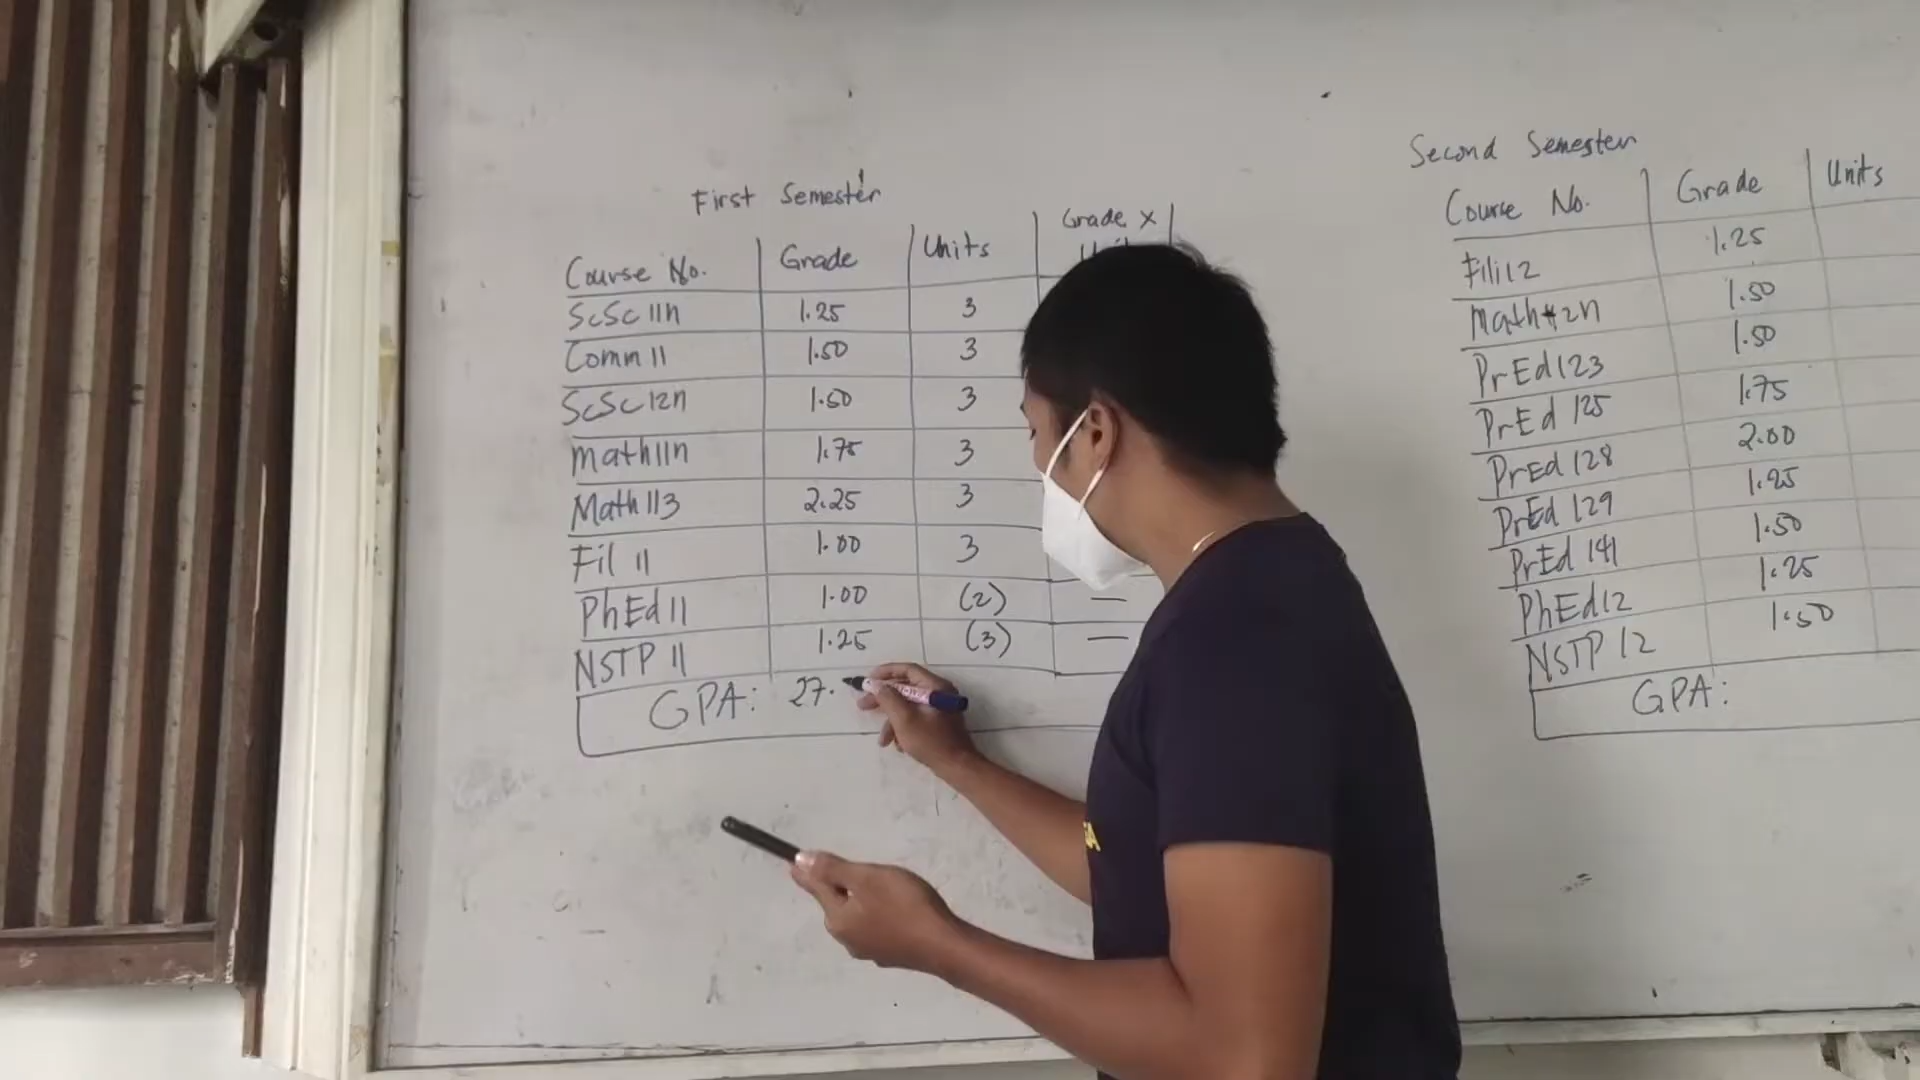 First Semester
Course No. Grade Units Grade x
ScSc 11n 1.25 3
Comm 11 1.50 3
ScSc 12n 1.50 3
Math 11n 1.75 3
Math 113 2.25 3
Fil 11 1.00 3
PhEd 11 1.00 (2) —
NSTP 11 1.25 (3) —
GPA: 27.
Second Semester
Course No. Grade Units
Fili 12 1.25
Math 12n 1.50
PrEd 123 1.50
PrEd 125 1.75
PrEd 128 2.00
PrEd 129 1.25
PrEd 141 1.50
PhEd 12 1.25
NSTP 12 1.50
GPA: